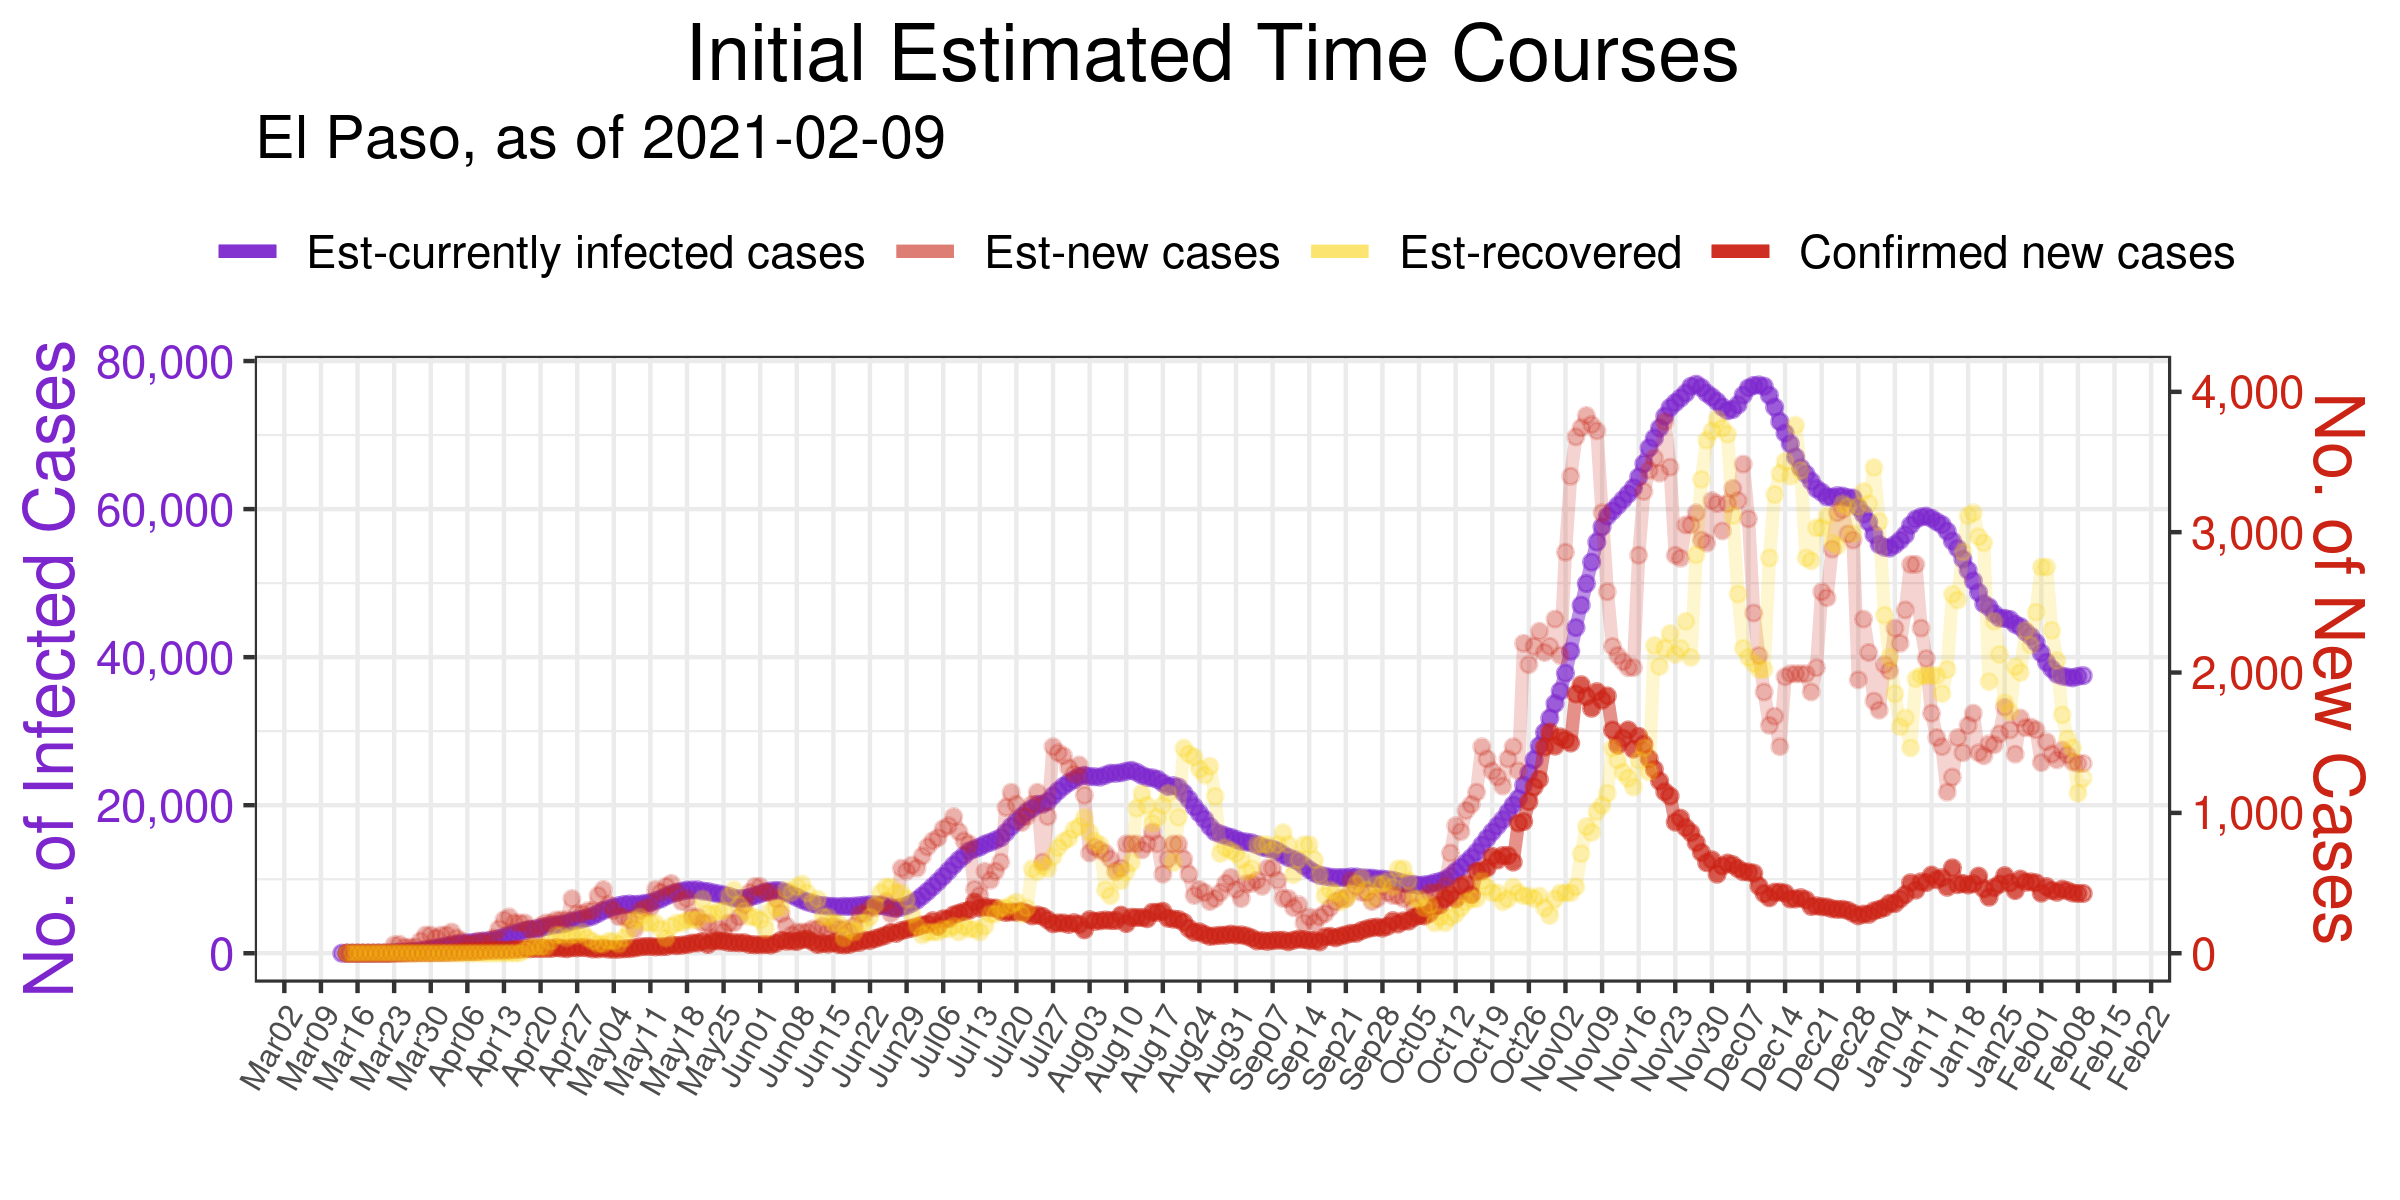 Initial Estimated Time Courses
El Paso, as of 2021-02-09
Est-currently infected cases Est-new cases Est-recovered Confirmed new cases
No. of Infected Cases
80,000
60,000
40,000
20,000
0
4,000
3,000
2,000
1,000
0
No. of New Cases
Mar02 Mar09 Mar16 Mar23 Mar30 Apr06 Apr13 Apr20 Apr27 May04 May11 May18 May25 Jun01 Jun08 Jun15 Jun22 Jun29 Jul06 Jul13 Jul20 Jul27 Aug03 Aug10 Aug17 Aug24 Aug31 Sep07 Sep14 Sep21 Sep28 Oct05 Oct12 Oct19 Oct26 Nov02 Nov09 Nov16 Nov23 Nov30 Dec07 Dec14 Dec21 Dec28 Jan04 Jan11 Jan18 Jan25 Feb01 Feb08 Feb15 Feb22